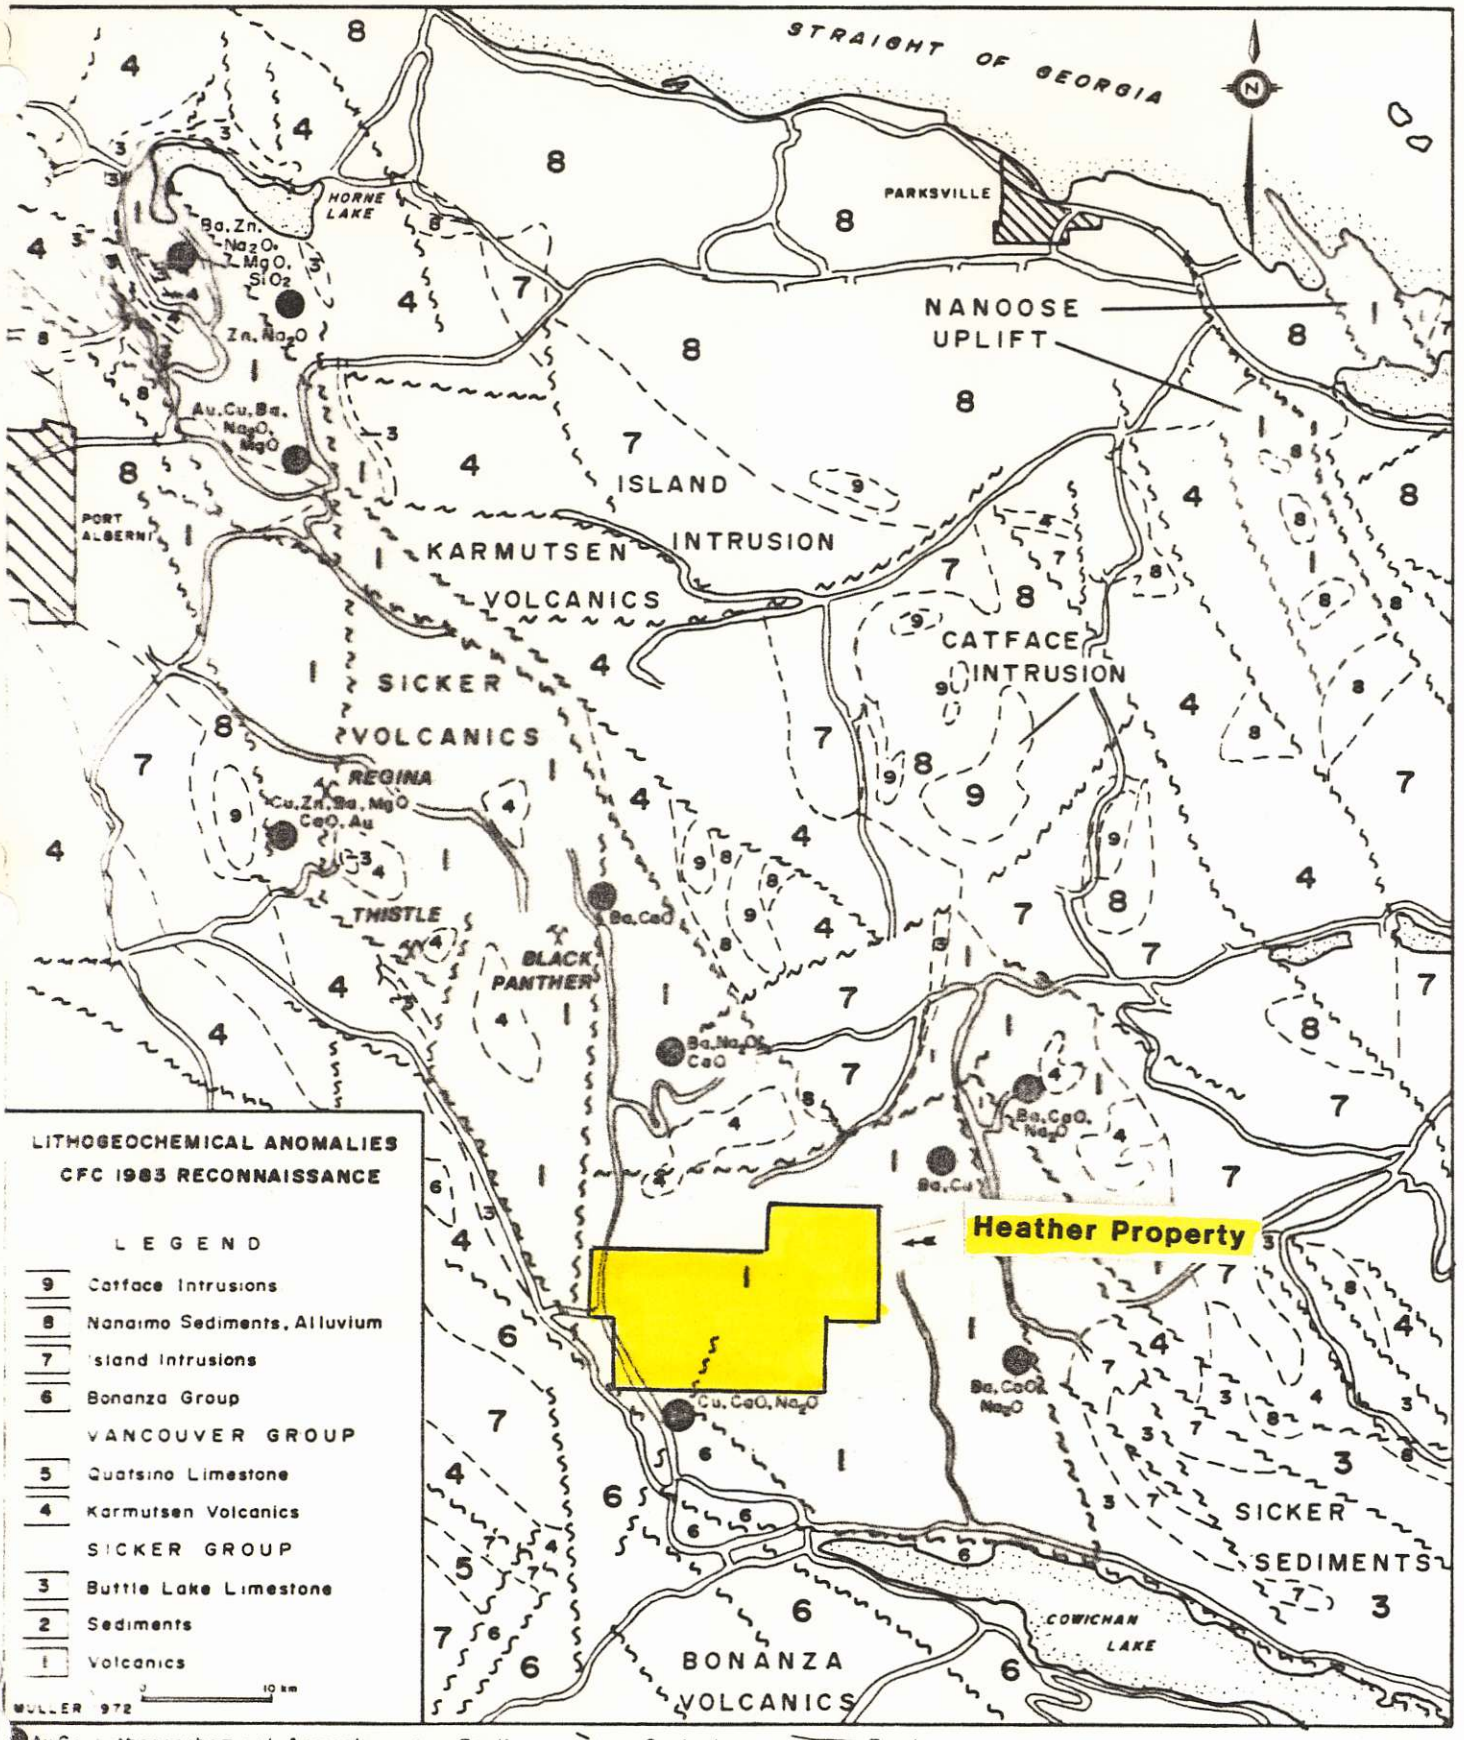 STRAIGHT OF GEORGIA
N
PARKSVILLE
HORNE
LAKE
Ba, Zn,
Na2O,
MgO,
SiO2
Zn, Na2O
NANOOSE
UPLIFT
Au, Cu, Ba,
Na2O,
MgO
PORT
ALBERNI
ISLAND
INTRUSION
KARMUTSEN
VOLCANICS
CATFACE
INTRUSION
SICKER
VOLCANICS
REGINA
Cu, Zn, Ba, MgO
CaO, Au
THISTLE
BLACK
PANTHER
Ba, CaO
Ba, Na2O,
CaO
Ba, CaO,
Na2O
Ba, Cu
Heather Property
Ba, CaO,
Na2O
Cu, CaO, Na2O
SICKER
SEDIMENTS
COWICHAN
LAKE
BONANZA
VOLCANICS
LITHOGEOCHEMICAL ANOMALIES
CFC 1983 RECONNAISSANCE
LEGEND
9 Catface Intrusions
8 Nanaimo Sediments, Alluvium
7 Island Intrusions
6 Bonanza Group
VANCOUVER GROUP
5 Quatsino Limestone
4 Karmutsen Volcanics
SICKER GROUP
3 Buttle Lake Limestone
2 Sediments
1 Volcanics
0 10 km
MULLER 1972